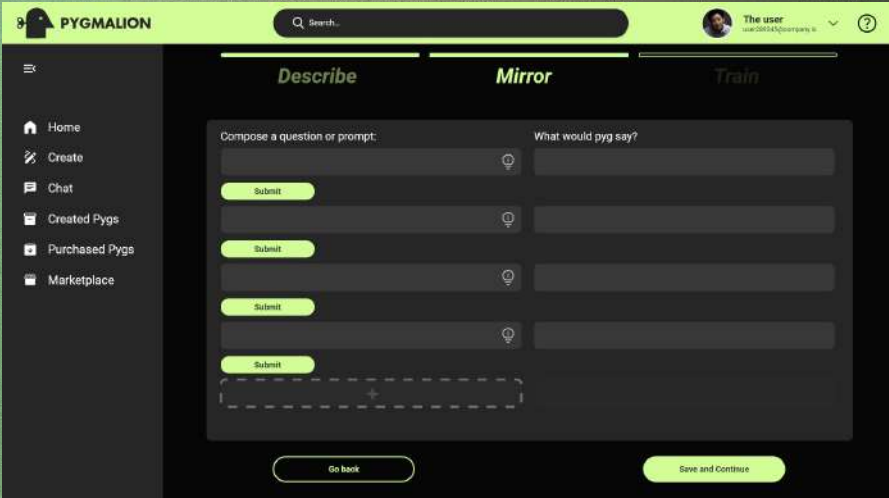 PYGMALION
Search...
The user
Describe
Mirror
Train
Home
Create
Chat
Created Pygs
Purchased Pygs
Marketplace
Compose a question or prompt:
What would pyg say?
Submit
Submit
Submit
Submit
+
Go back
Save and Continue